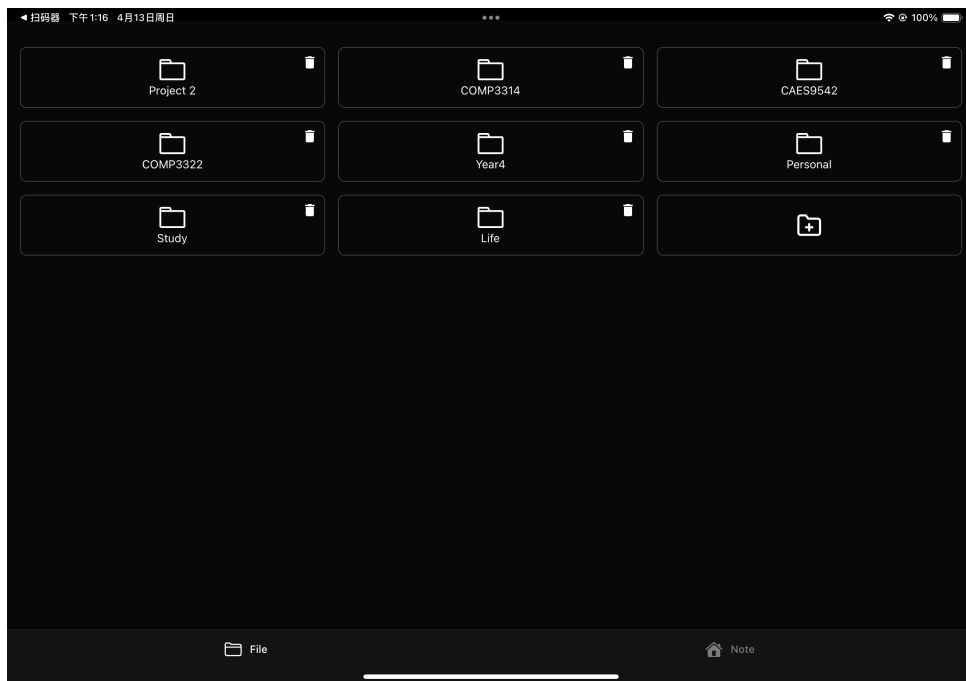 ◀ 扫码器 下午1:16 4月13日周日 100%
Project 2
COMP3314
CAES9542
COMP3322
Year4
Personal
Study
Life
File
Note